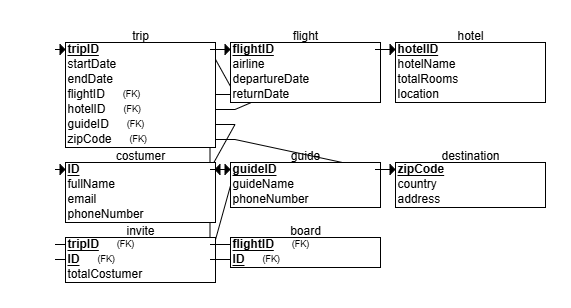 trip
tripID
startDate
endDate
flightID (FK)
hotelID (FK)
guideID (FK)
zipCode (FK)
flight
flightID
airline
departureDate
returnDate
hotel
hotelID
hotelName
totalRooms
location
costumer
ID
fullName
email
phoneNumber
guide
guideID
guideName
phoneNumber
destination
zipCode
country
address
invite
tripID (FK)
ID (FK)
totalCostumer
board
flightID (FK)
ID (FK)